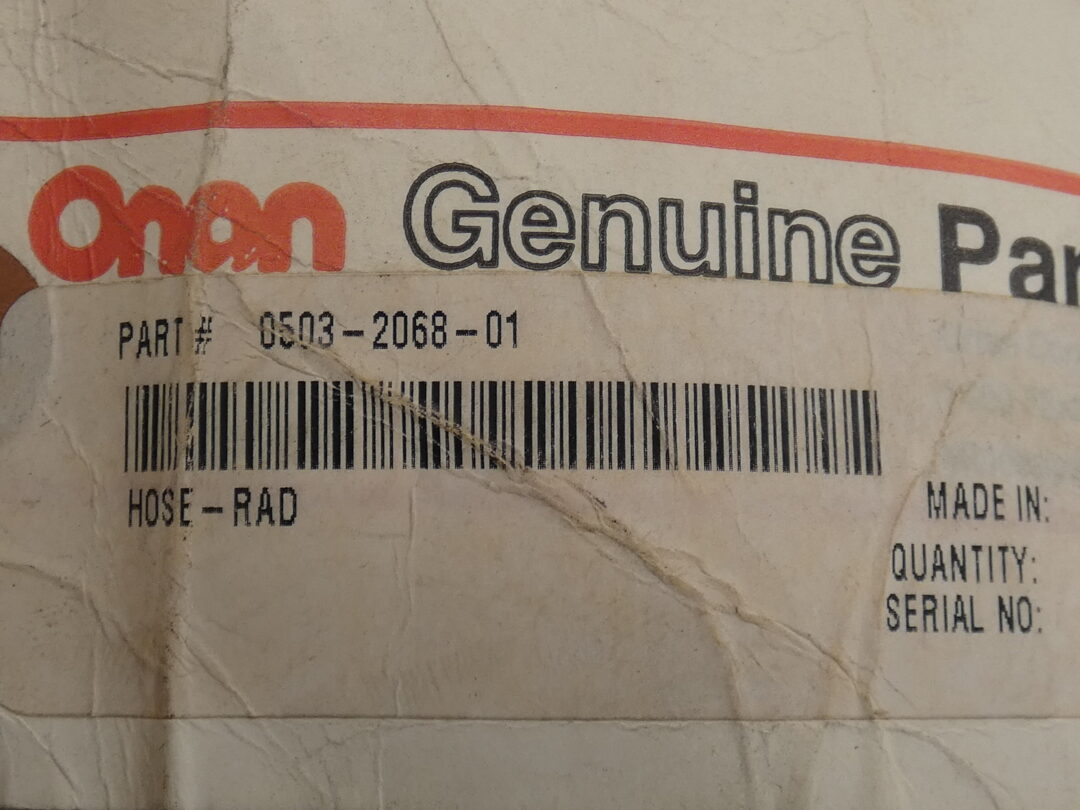 Onan Genuine Par
PART # 0503-2068-01
HOSE-RAD
MADE IN:
QUANTITY:
SERIAL NO: